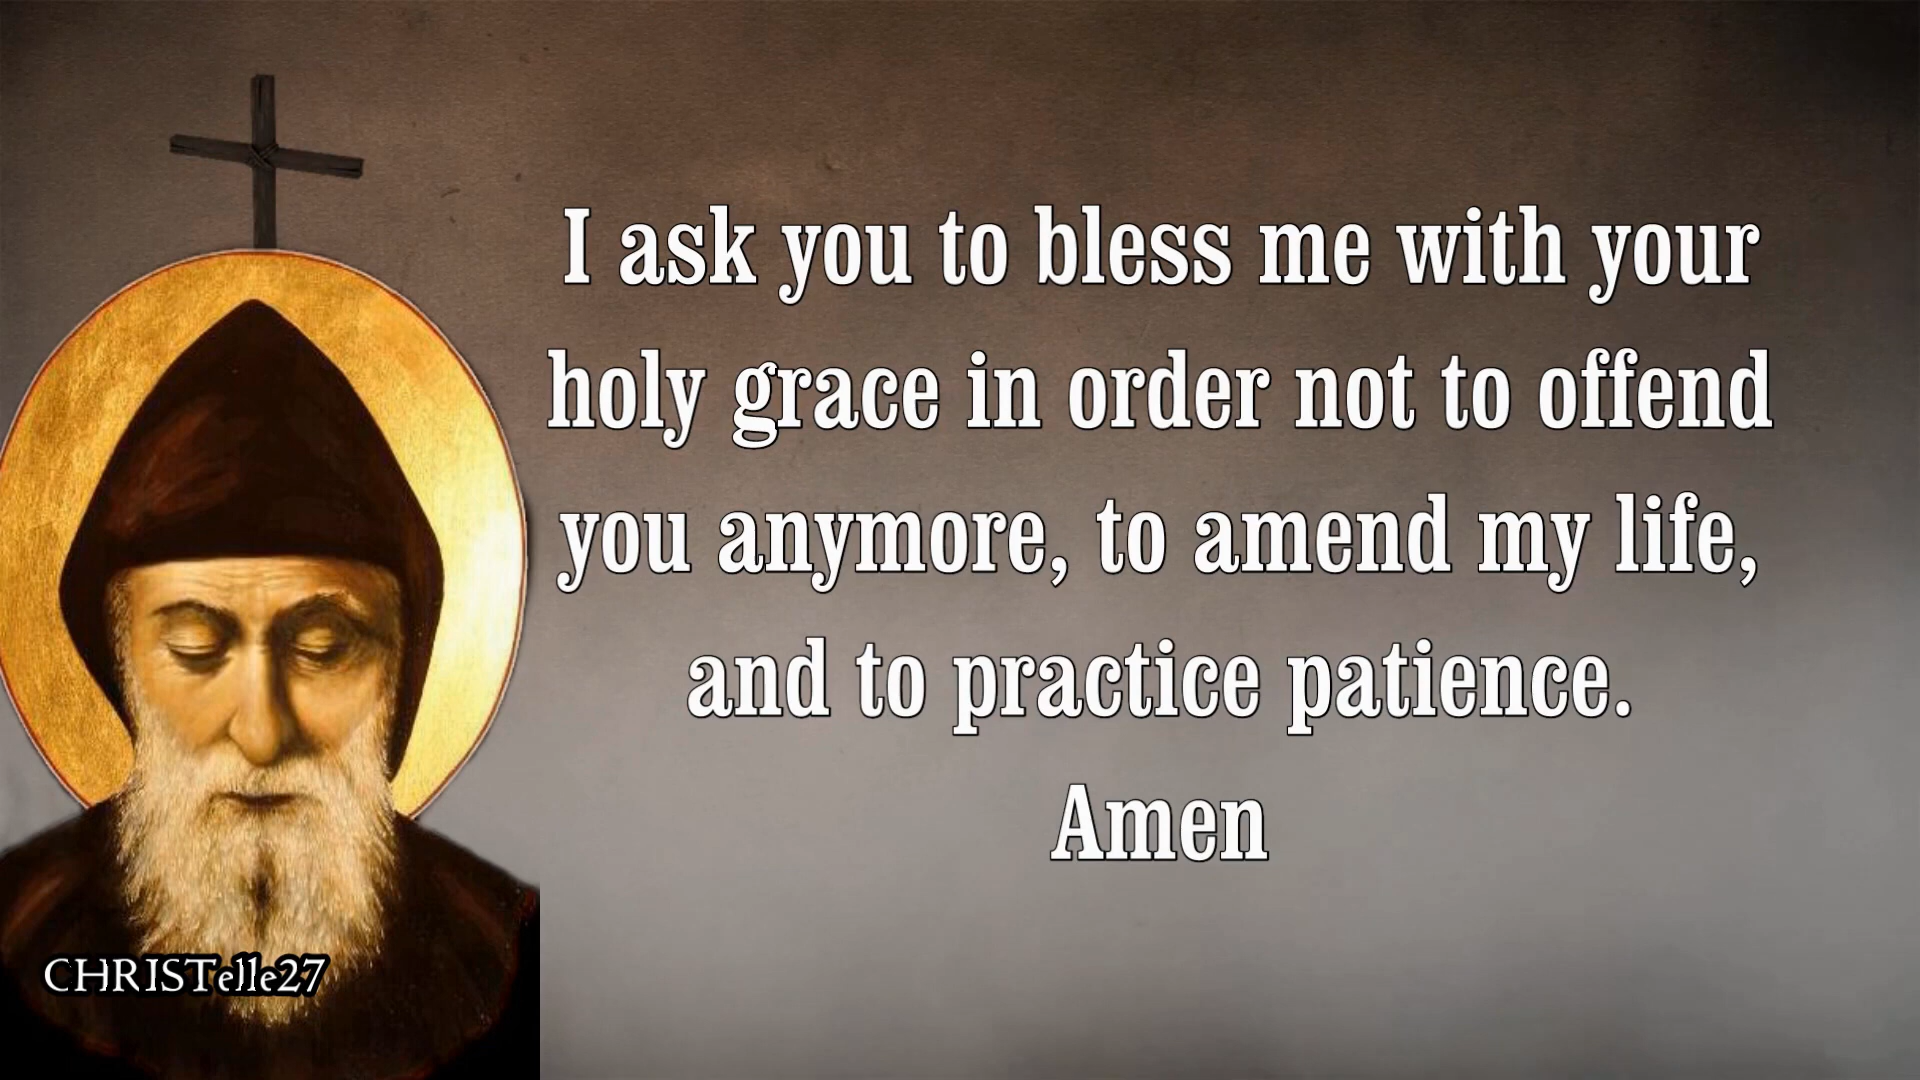 I ask you to bless me with your
holy grace in order not to offend
you anymore, to amend my life,
and to practice patience.
Amen
CHRISTelle27